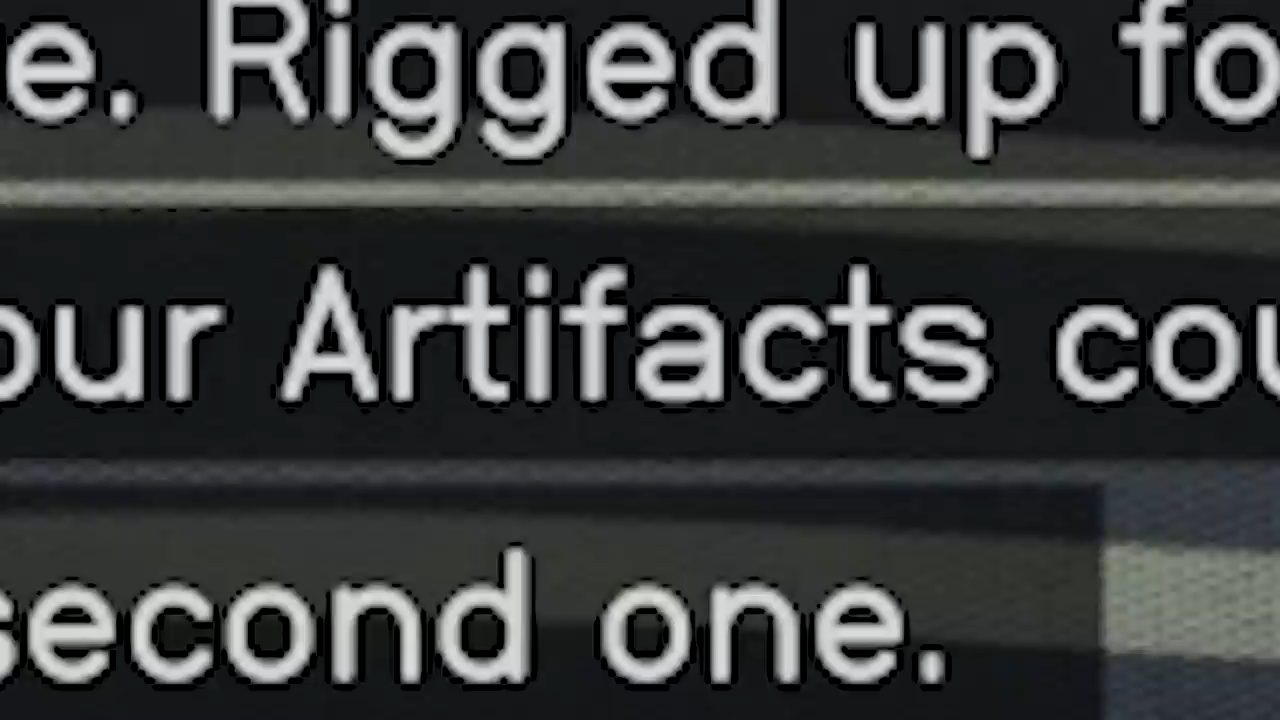 e. Rigged up fo
our Artifacts cou
second one.